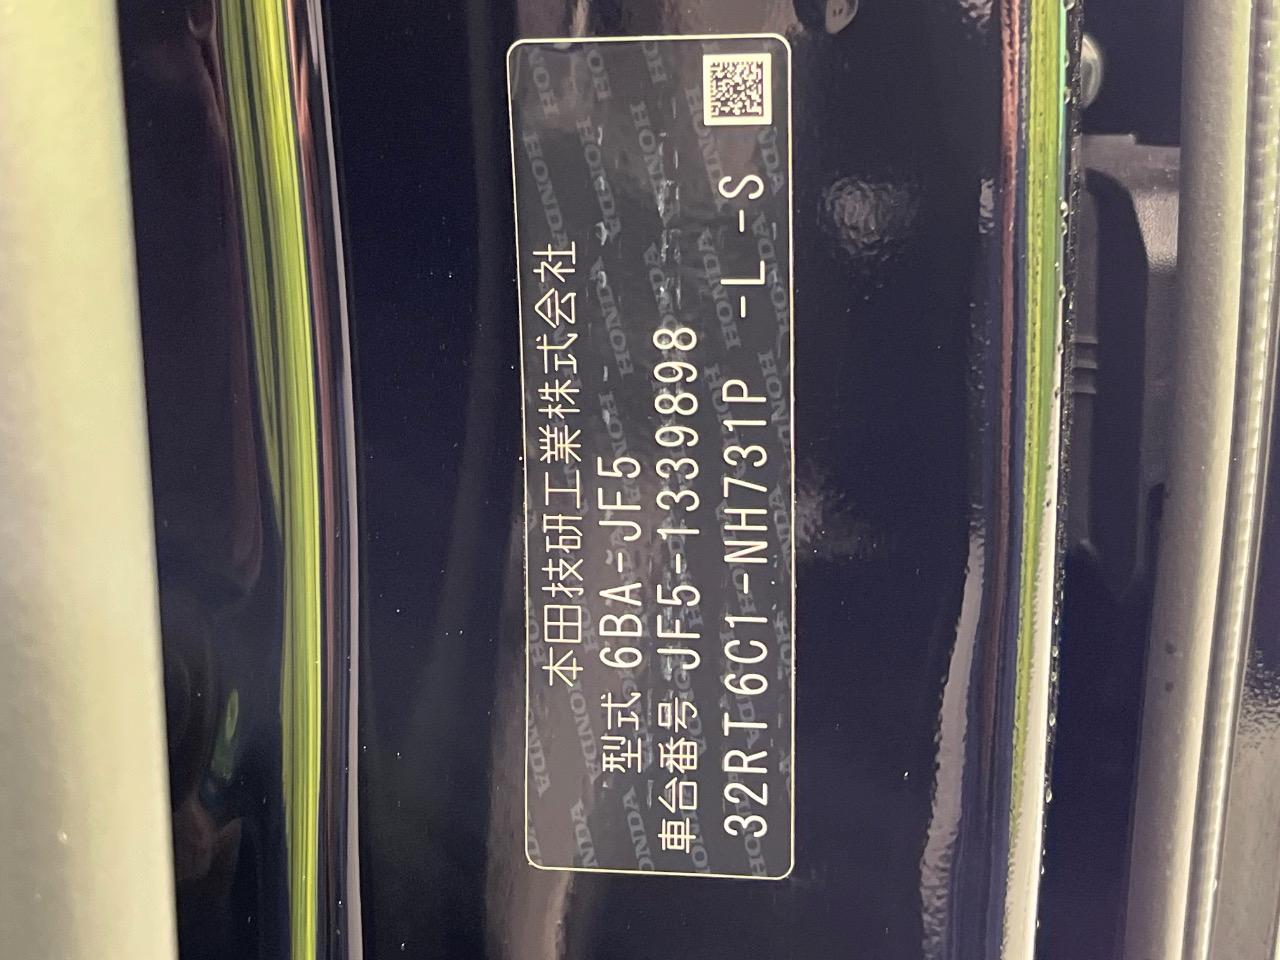 本田技研工業株式会社
型式 6BA-JF5
車台番号 JF5-1339898
32RT6C1-NH731P -L -S